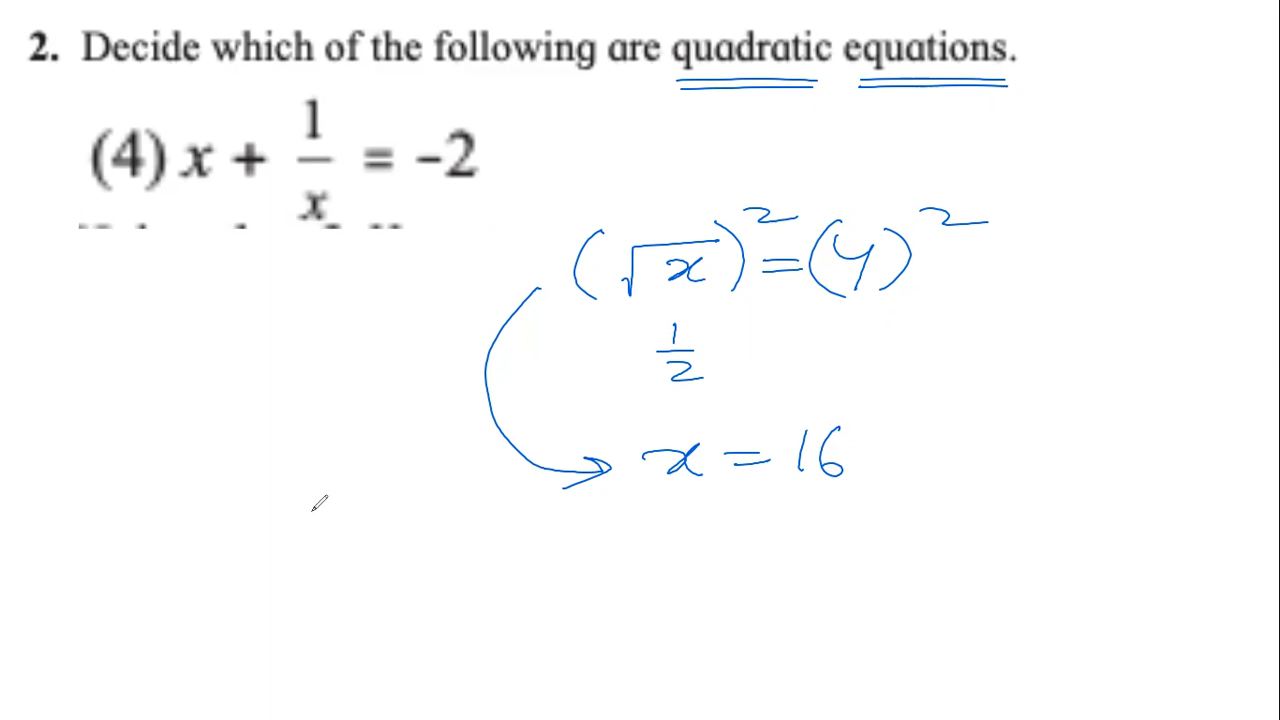 2. Decide which of the following are quadratic equations.
(4) x + 1/x = -2
(√x)² = (4)²
1/2
x = 16